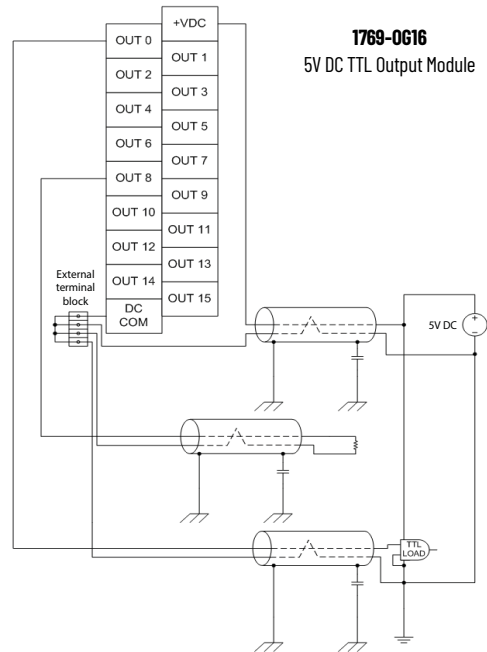 1769-OG16
5V DC TTL Output Module
+VDC
OUT 0
OUT 1
OUT 2
OUT 3
OUT 4
OUT 5
OUT 6
OUT 7
OUT 8
OUT 9
OUT 10
OUT 11
OUT 12
OUT 13
OUT 14
OUT 15
DC
COM
External
terminal
block
5V DC
+
−
TTL
LOAD